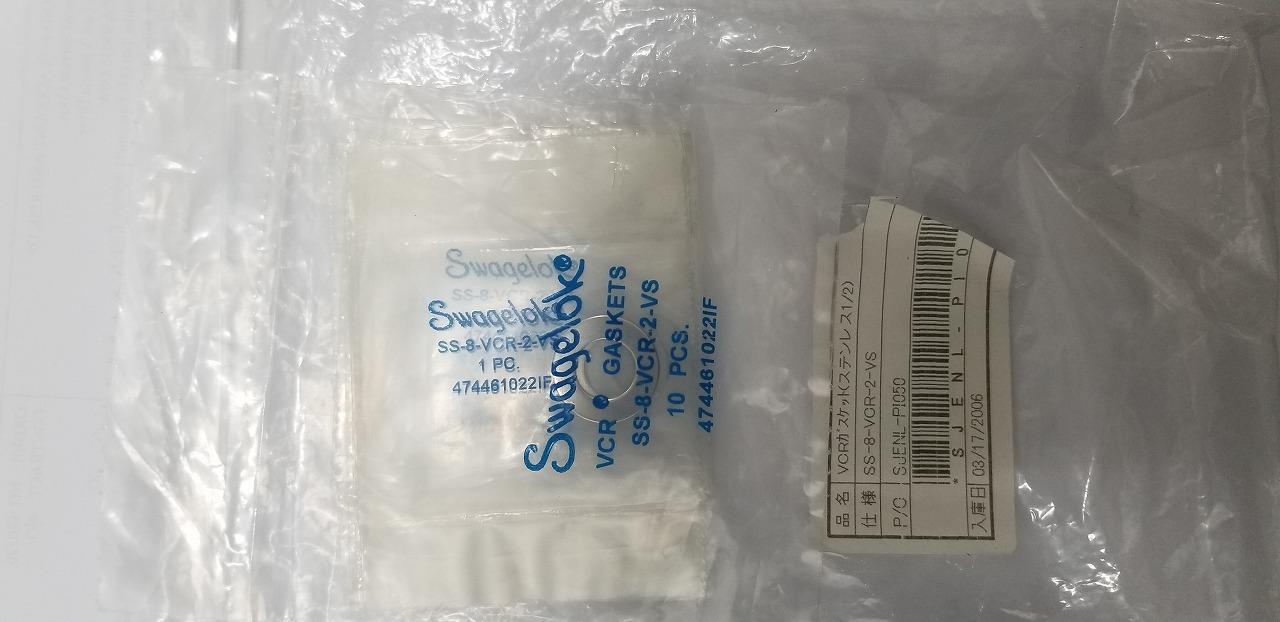 Swagelok
SS-8-VCR-2-V
1 PC.
474461022IF
Swagelok®
VCR® GASKETS
SS-8-VCR-2-VS
10 PCS.
474461022IF
品名 VCRガスケット(ステンレス1/2)
仕様 SS-8-VCR-2-VS
P/C SJENL-PI050
*SJENL-PI0
入庫日 03/17/2006